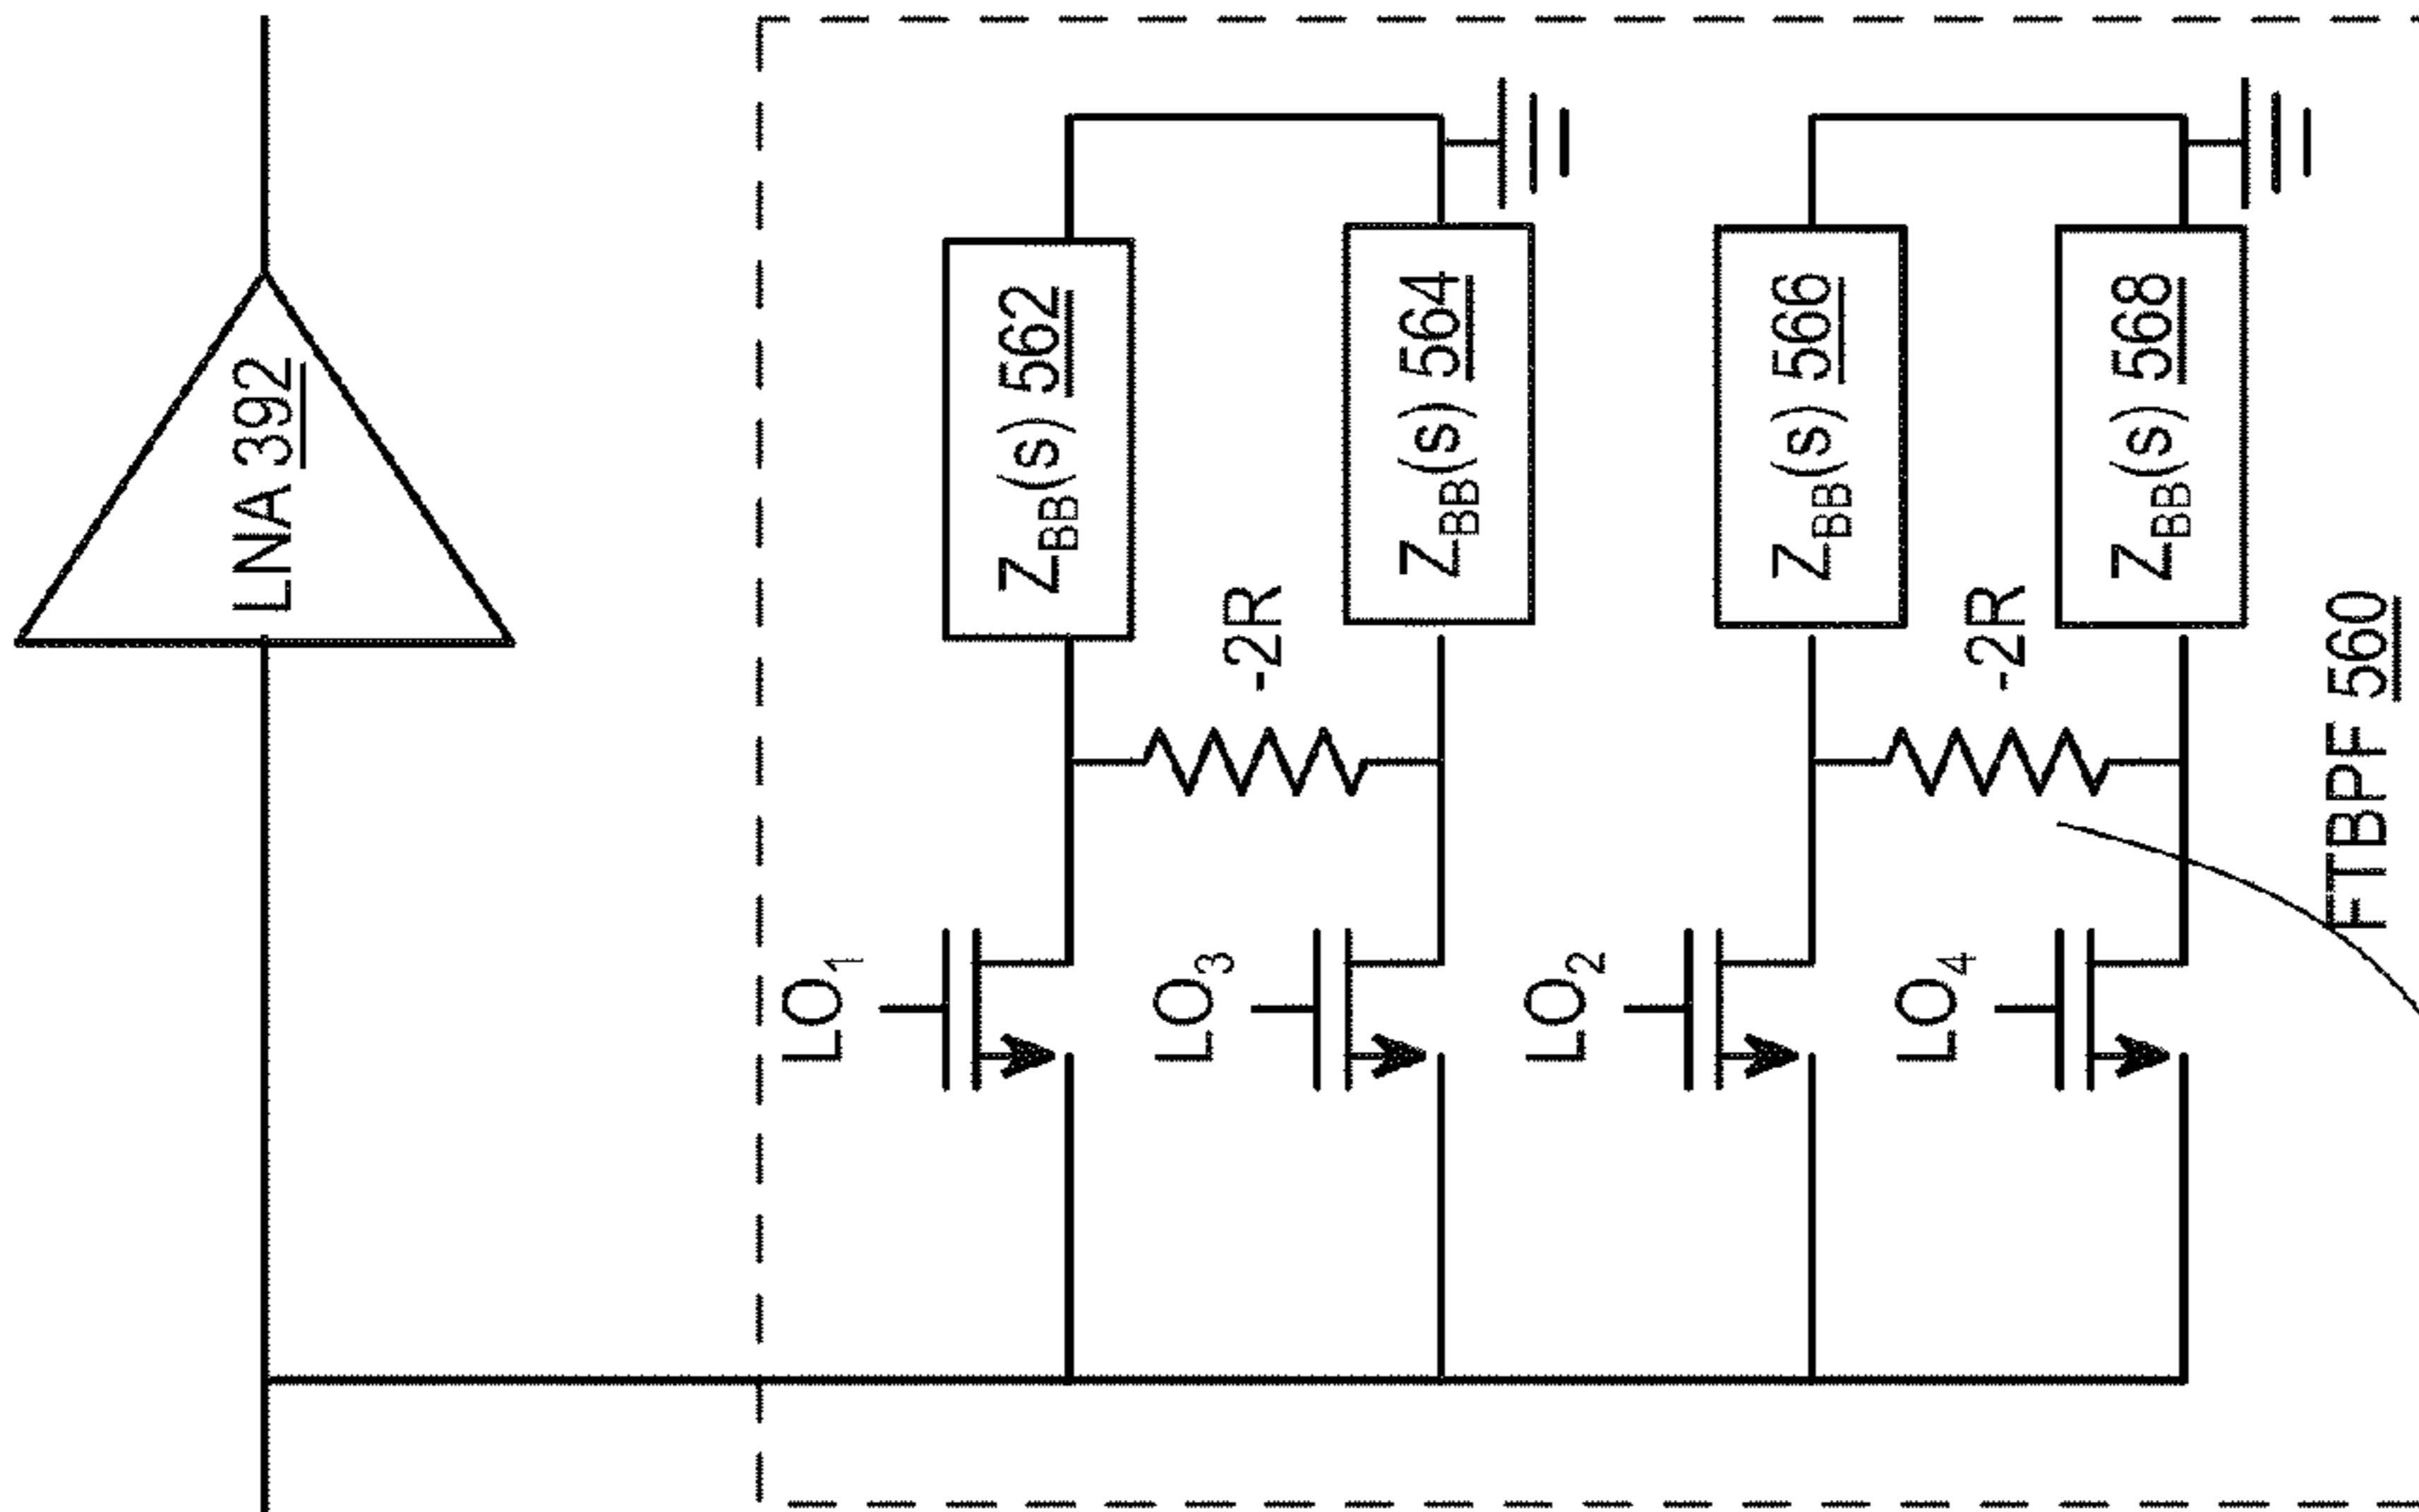 LNA 392
LO₁
Z_BB(s) 562
-2R
LO₃
Z_BB(s) 564
LO₂
Z_BB(s) 566
-2R
LO₄
Z_BB(s) 568
FTBPF 560